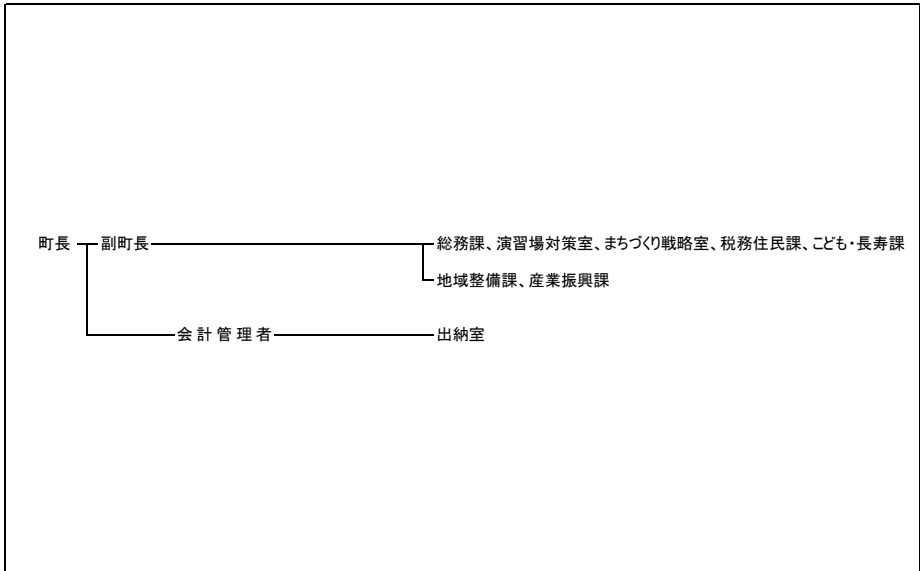 町長 副町長 総務課、演習場対策室、まちづくり戦略室、税務住民課、こども・長寿課
地域整備課、産業振興課
会計管理者 出納室